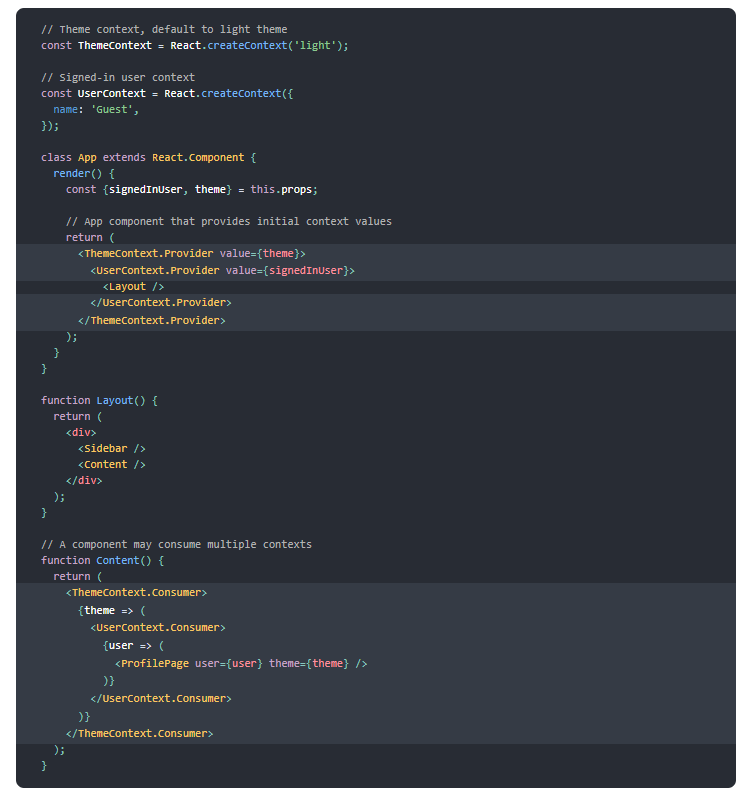 // Theme context, default to light theme
const ThemeContext = React.createContext('light');

// Signed-in user context
const UserContext = React.createContext({
  name: 'Guest',
});

class App extends React.Component {
  render() {
    const {signedInUser, theme} = this.props;

    // App component that provides initial context values
    return (
      <ThemeContext.Provider value={theme}>
        <UserContext.Provider value={signedInUser}>
          <Layout />
        </UserContext.Provider>
      </ThemeContext.Provider>
    );
  }
}

function Layout() {
  return (
    <div>
      <Sidebar />
      <Content />
    </div>
  );
}

// A component may consume multiple contexts
function Content() {
  return (
    <ThemeContext.Consumer>
      {theme => (
        <UserContext.Consumer>
          {user => (
            <ProfilePage user={user} theme={theme} />
          )}
        </UserContext.Consumer>
      )}
    </ThemeContext.Consumer>
  );
}